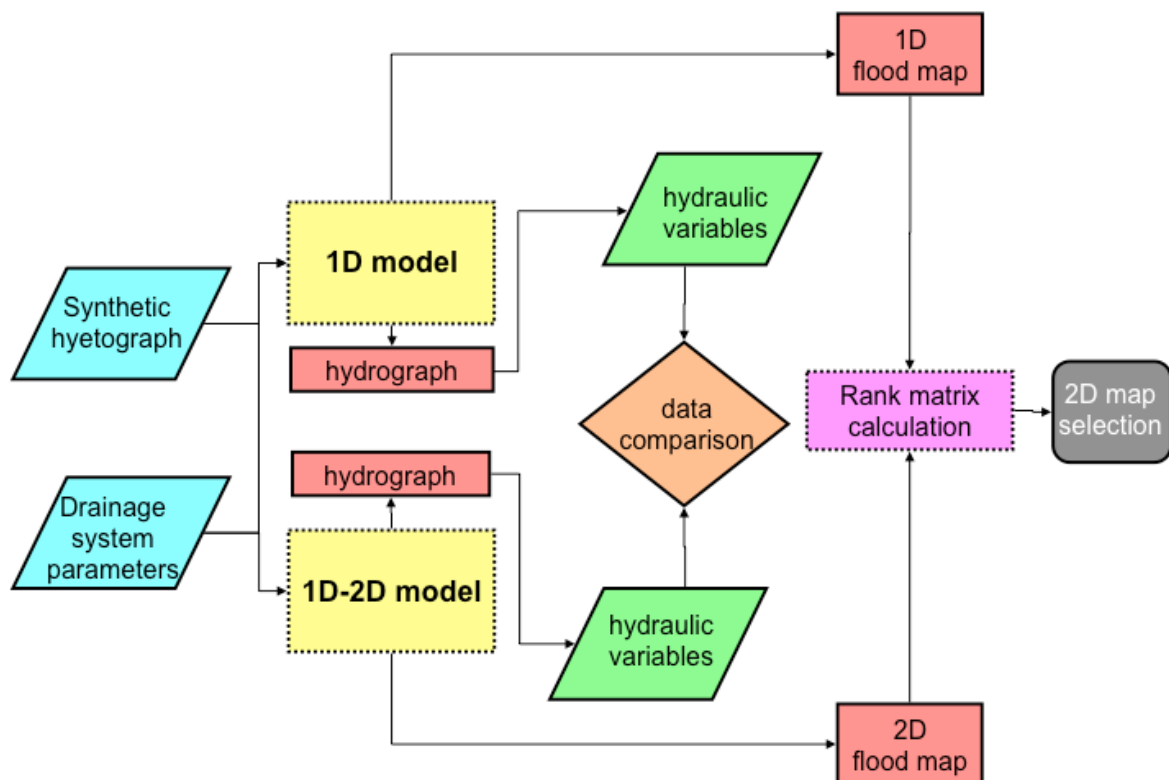 1D
flood map
hydraulic
variables
1D model
Synthetic
hyetograph
hydrograph
data
comparison
Rank matrix
calculation
2D map
selection
hydrograph
Drainage
system
parameters
1D-2D model
hydraulic
variables
2D
flood map